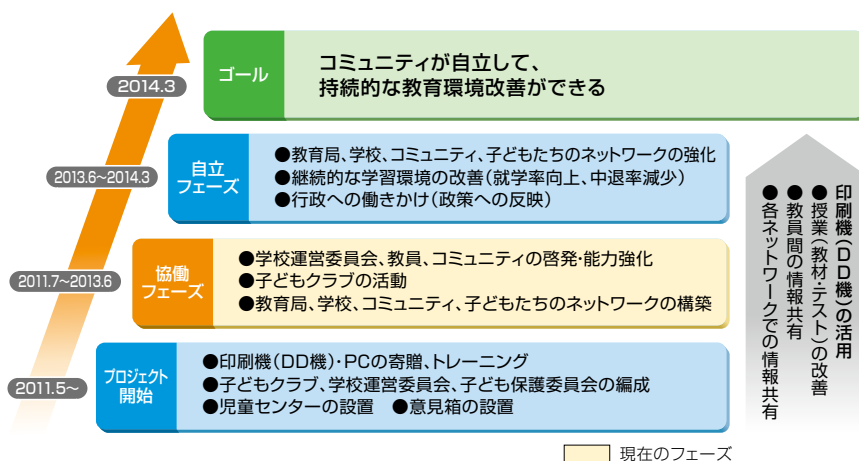 2014.3
ゴール
コミュニティが自立して、
持続的な教育環境改善ができる
2013.6~2014.3
自立
フェーズ
●教育局、学校、コミュニティ、子どもたちのネットワークの強化
●継続的な学習環境の改善(就学率向上、中退率減少)
●行政への働きかけ(政策への反映)
2011.7~2013.6
協働
フェーズ
●学校運営委員会、教員、コミュニティの啓発・能力強化
●子どもクラブの活動
●教育局、学校、コミュニティ、子どもたちのネットワークの構築
2011.5~
プロジェクト
開始
●印刷機(DD機)・PCの寄贈、トレーニング
●子どもクラブ、学校運営委員会、子ども保護委員会の編成
●児童センターの設置 ●意見箱の設置
印刷機(DD機)の活用
●授業(教材・テスト)の改善
●教員間の情報共有
●各ネットワークでの情報共有
現在のフェーズ